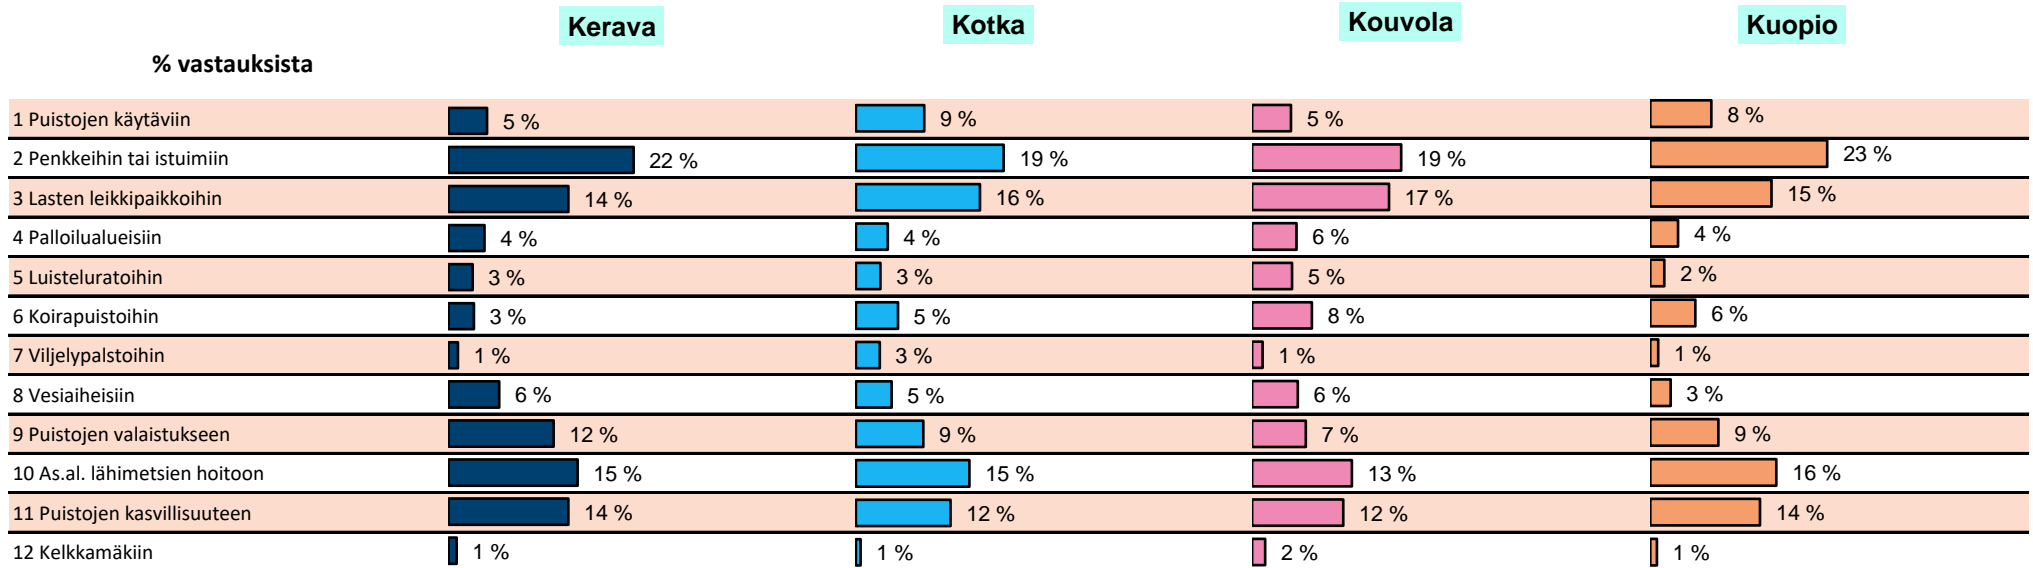 Kerava Kotka Kouvola Kuopio
% vastauksista
1 Puistojen käytäviin 5 % 9 % 5 % 8 %
2 Penkkeihin tai istuimiin 22 % 19 % 19 % 23 %
3 Lasten leikkipaikkoihin 14 % 16 % 17 % 15 %
4 Palloilualueisiin 4 % 4 % 6 % 4 %
5 Luisteluratoihin 3 % 3 % 5 % 2 %
6 Koirapuistoihin 3 % 5 % 8 % 6 %
7 Viljelypalstoihin 1 % 3 % 1 % 1 %
8 Vesiaiheisiin 6 % 5 % 6 % 3 %
9 Puistojen valaistukseen 12 % 9 % 7 % 9 %
10 As.al. lähimetsien hoitoon 15 % 15 % 13 % 16 %
11 Puistojen kasvillisuuteen 14 % 12 % 12 % 14 %
12 Kelkkamäkiin 1 % 1 % 2 % 1 %